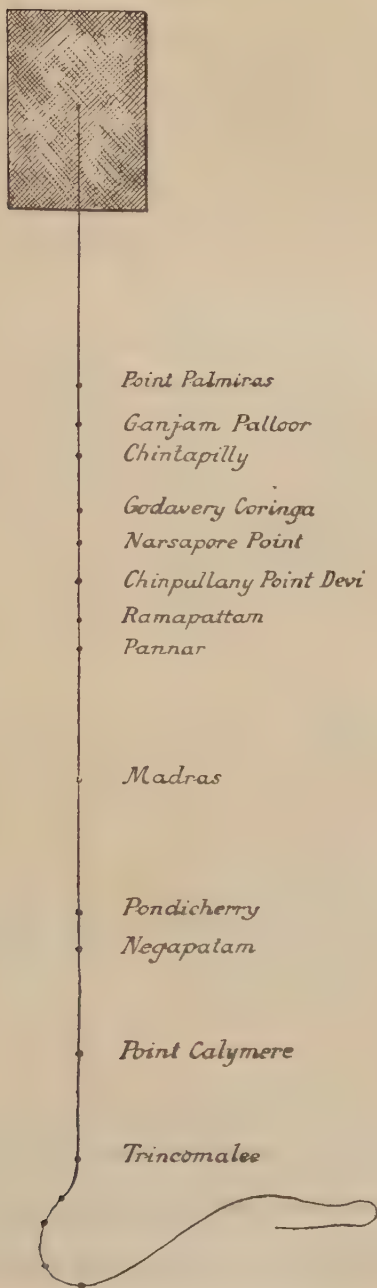 Point Palmiras
Ganjam Palloor
Chintapilly
Godavery Coringa
Narsapore Point
Chinpullany Point Devi
Ramapattam
Pannar
Madras
Pondicherry
Negapatam
Point Calymere
Trincomalee